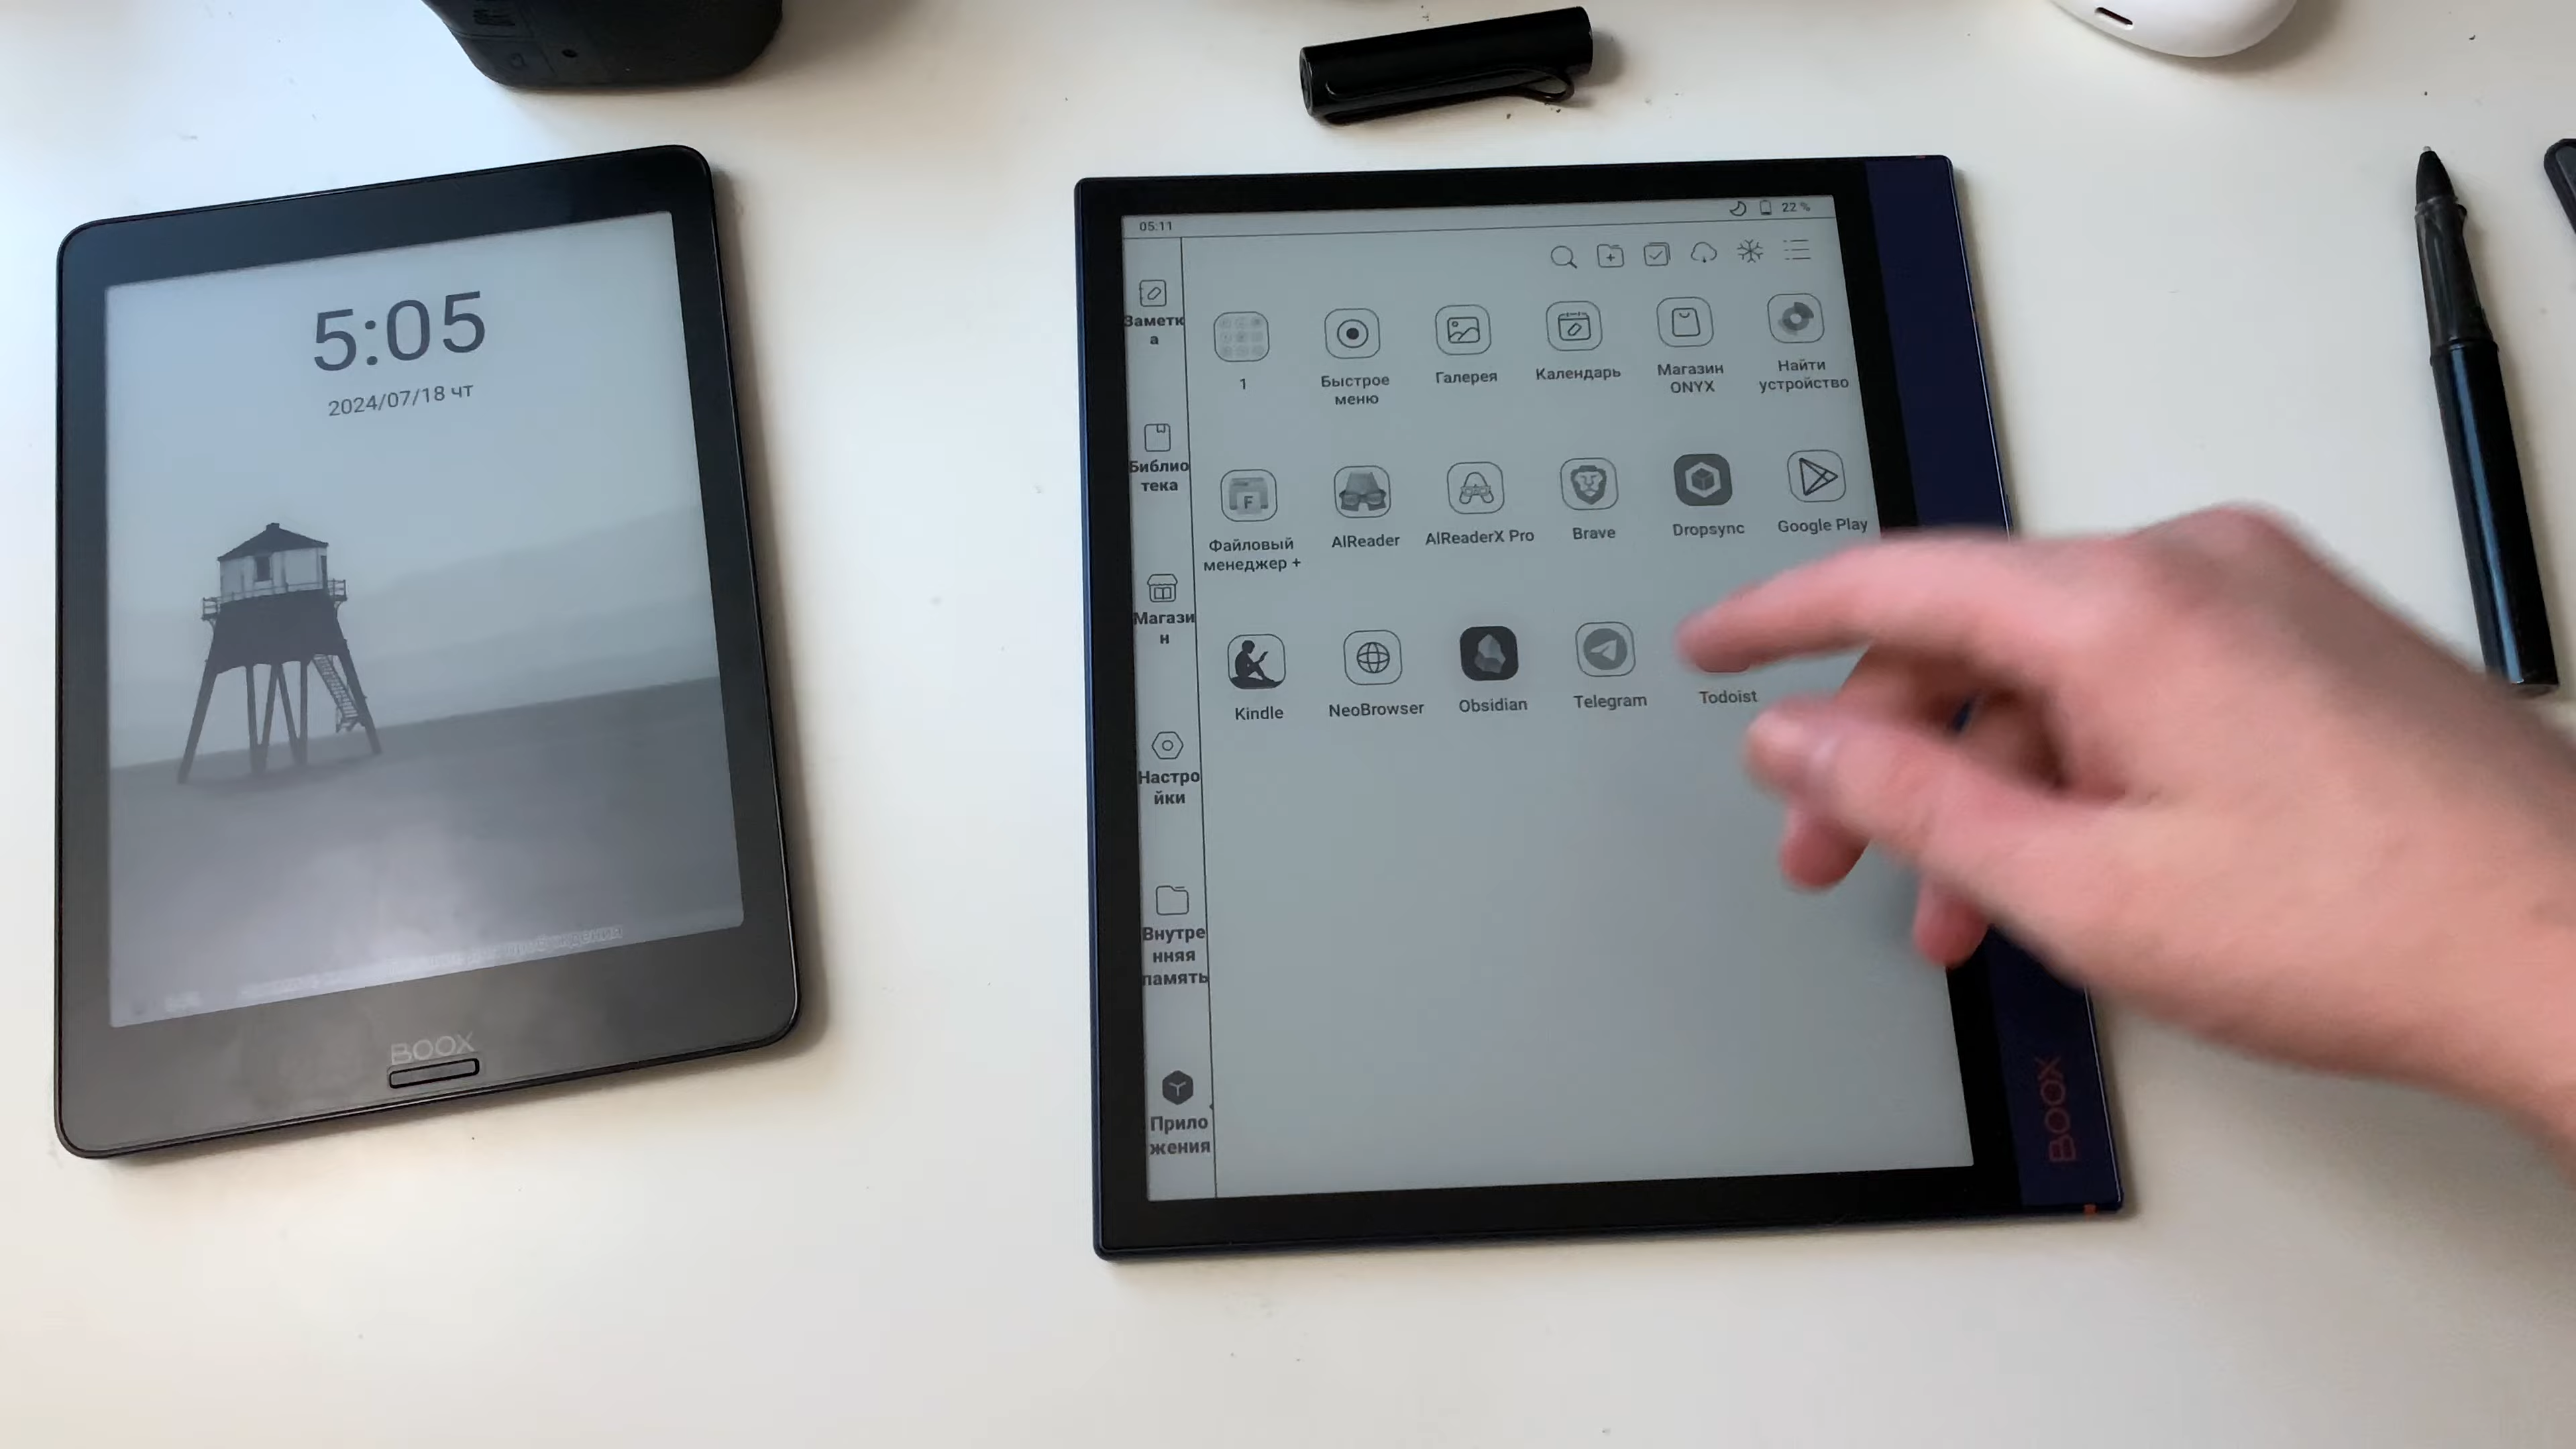 5:05
2024/07/18 чт
BOOX
05:11
22 %
Заметк
а
Библио
тека
Магази
н
Настро
йки
Внутре
нняя
память
Прило
жения
1
Быстрое
меню
Галерея
Календарь
Магазин
ONYX
Найти
устройство
F
Файловый
менеджер +
AlReader
AlReaderX Pro
Brave
Dropsync
Google Play
Kindle
NeoBrowser
Obsidian
Telegram
Todoist
BOOX